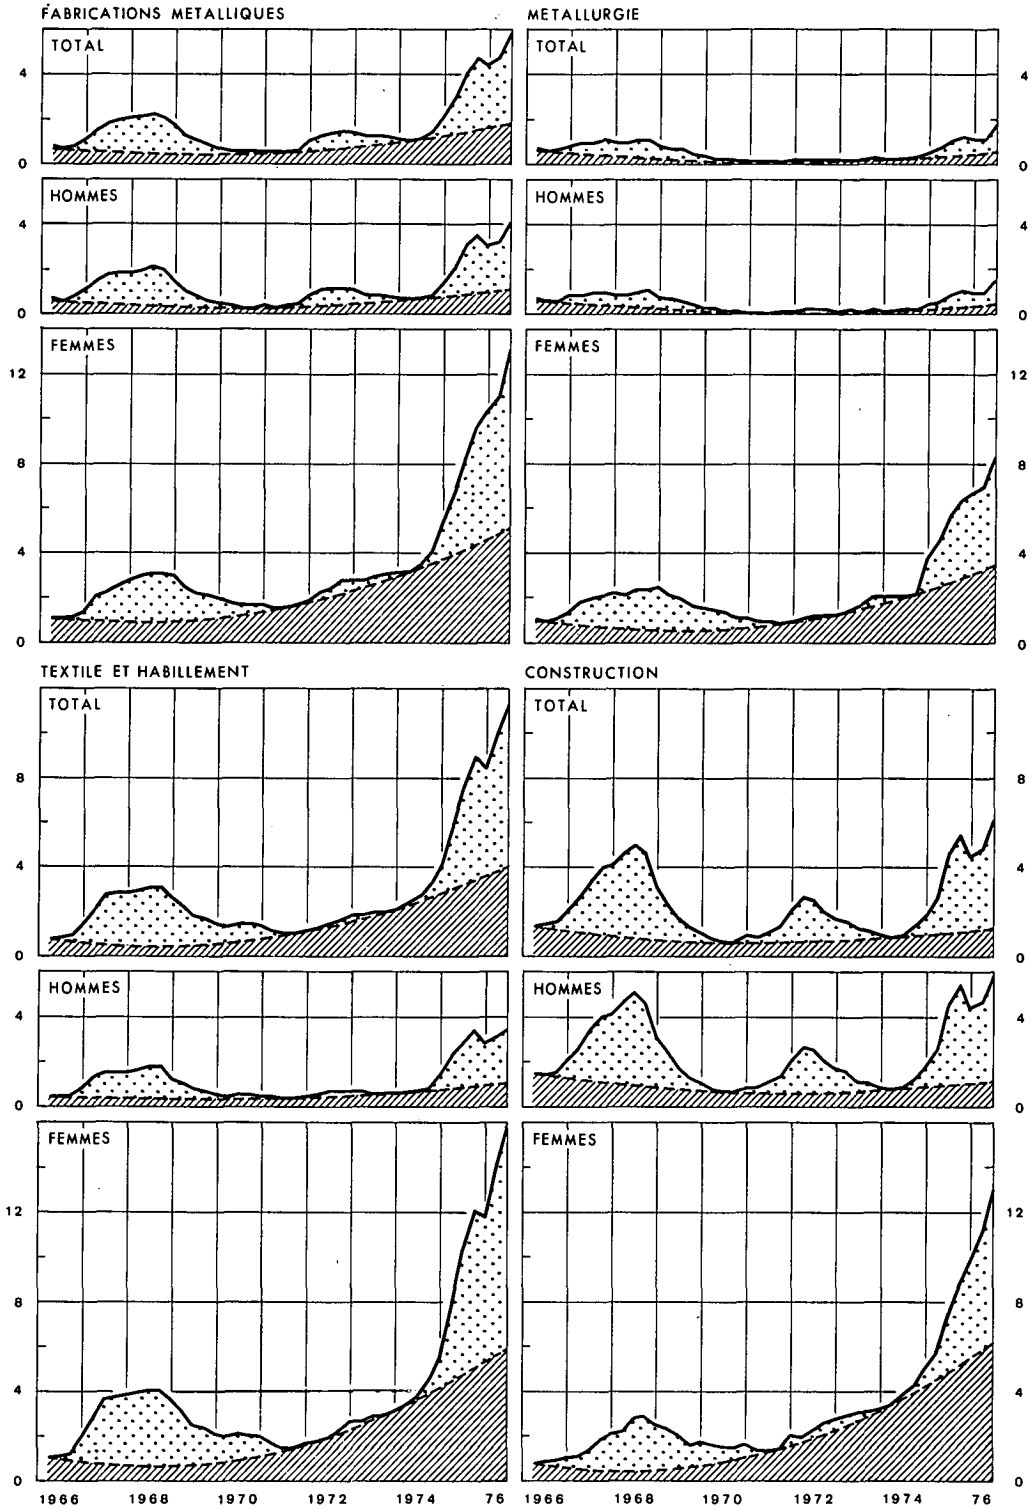 FABRICATIONS METALLIQUES
TOTAL
4
0
HOMMES
4
0
FEMMES
12
8
4
0
METALLURGIE
TOTAL
4
0
HOMMES
4
0
FEMMES
12
8
4
0
TEXTILE ET HABILLEMENT
TOTAL
8
4
0
HOMMES
4
0
FEMMES
12
8
4
0
1966 1968 1970 1972 1974 76
CONSTRUCTION
TOTAL
8
4
0
HOMMES
4
0
FEMMES
12
8
4
0
1966 1968 1970 1972 1974 76